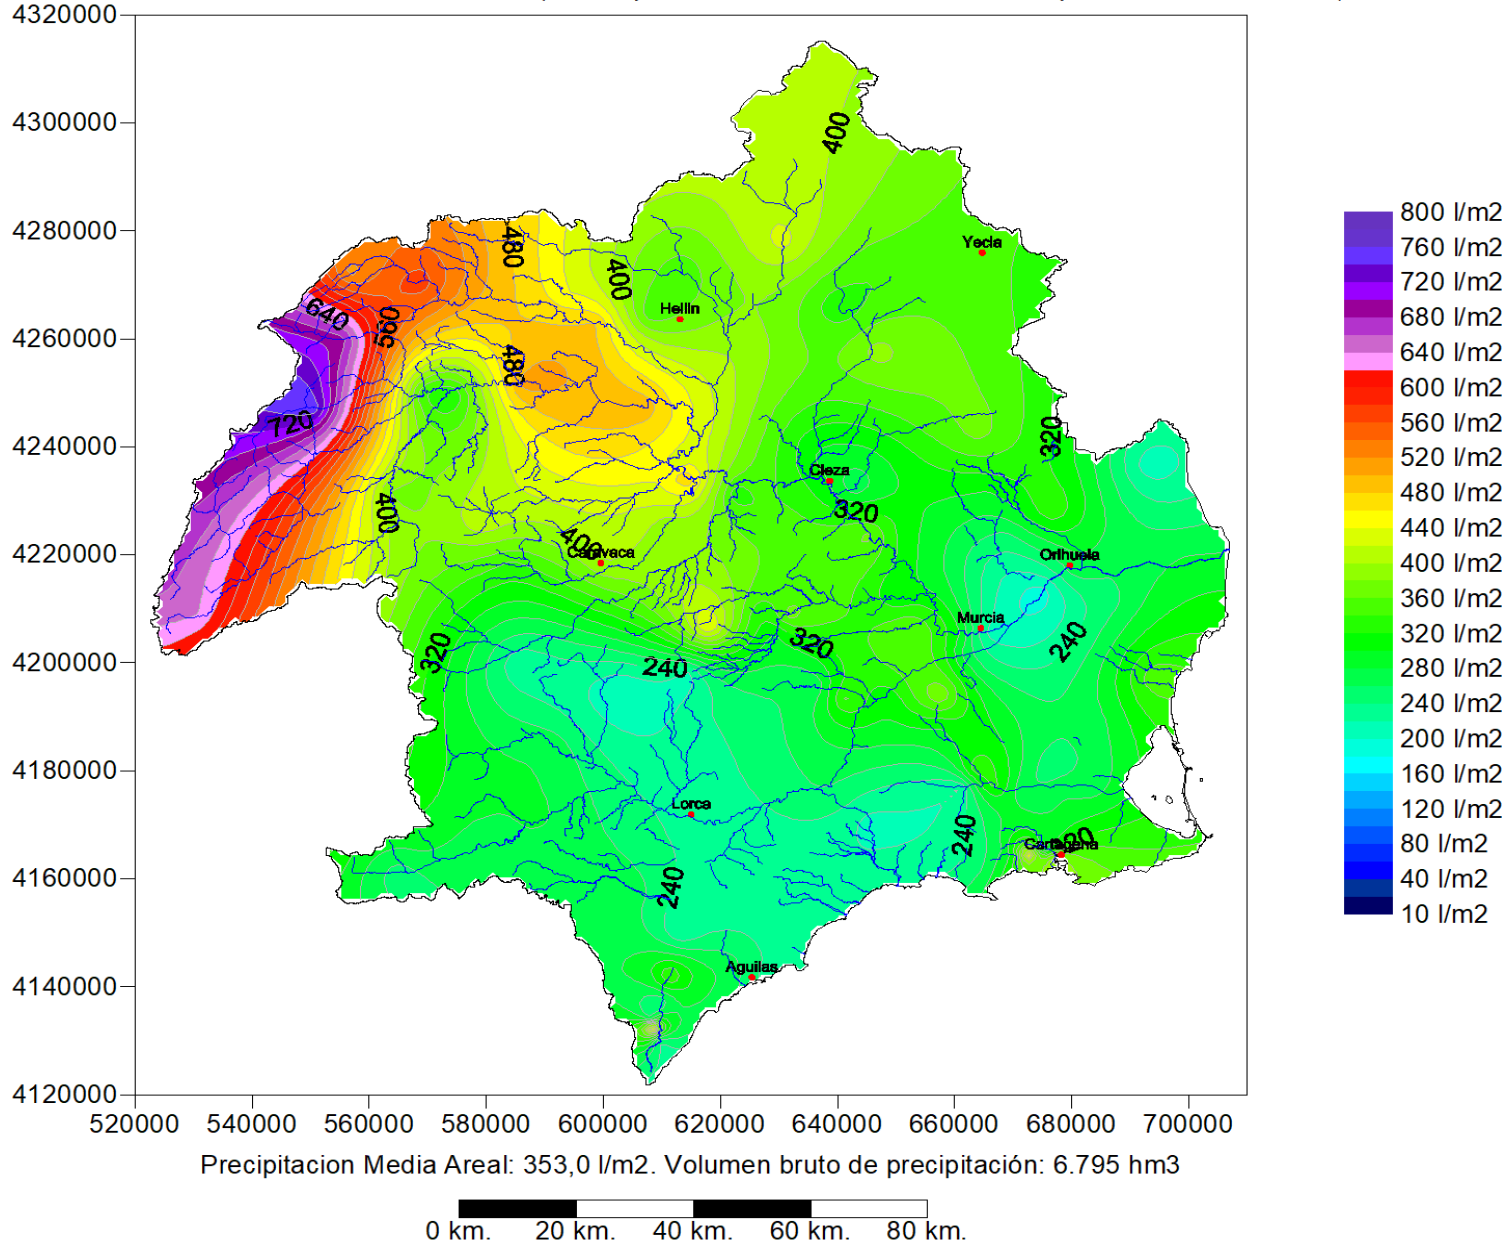 4320000
4300000
4280000
4260000
4240000
4220000
4200000
4180000
4160000
4140000
4120000
520000 540000 560000 580000 600000 620000 640000 660000 680000 700000
400
480
400
Yecla
640
560
Hellin
480
720
320
Cieza
400
320
400
Caravaca
Orihuela
Murcia
320
320
240
240
Lorca
240
320
Cartagena
240
Aguilas
800 l/m2
760 l/m2
720 l/m2
680 l/m2
640 l/m2
600 l/m2
560 l/m2
520 l/m2
480 l/m2
440 l/m2
400 l/m2
360 l/m2
320 l/m2
280 l/m2
240 l/m2
200 l/m2
160 l/m2
120 l/m2
80 l/m2
40 l/m2
10 l/m2
Precipitacion Media Areal: 353,0 l/m2. Volumen bruto de precipitación: 6.795 hm3
0 km. 20 km. 40 km. 60 km. 80 km.